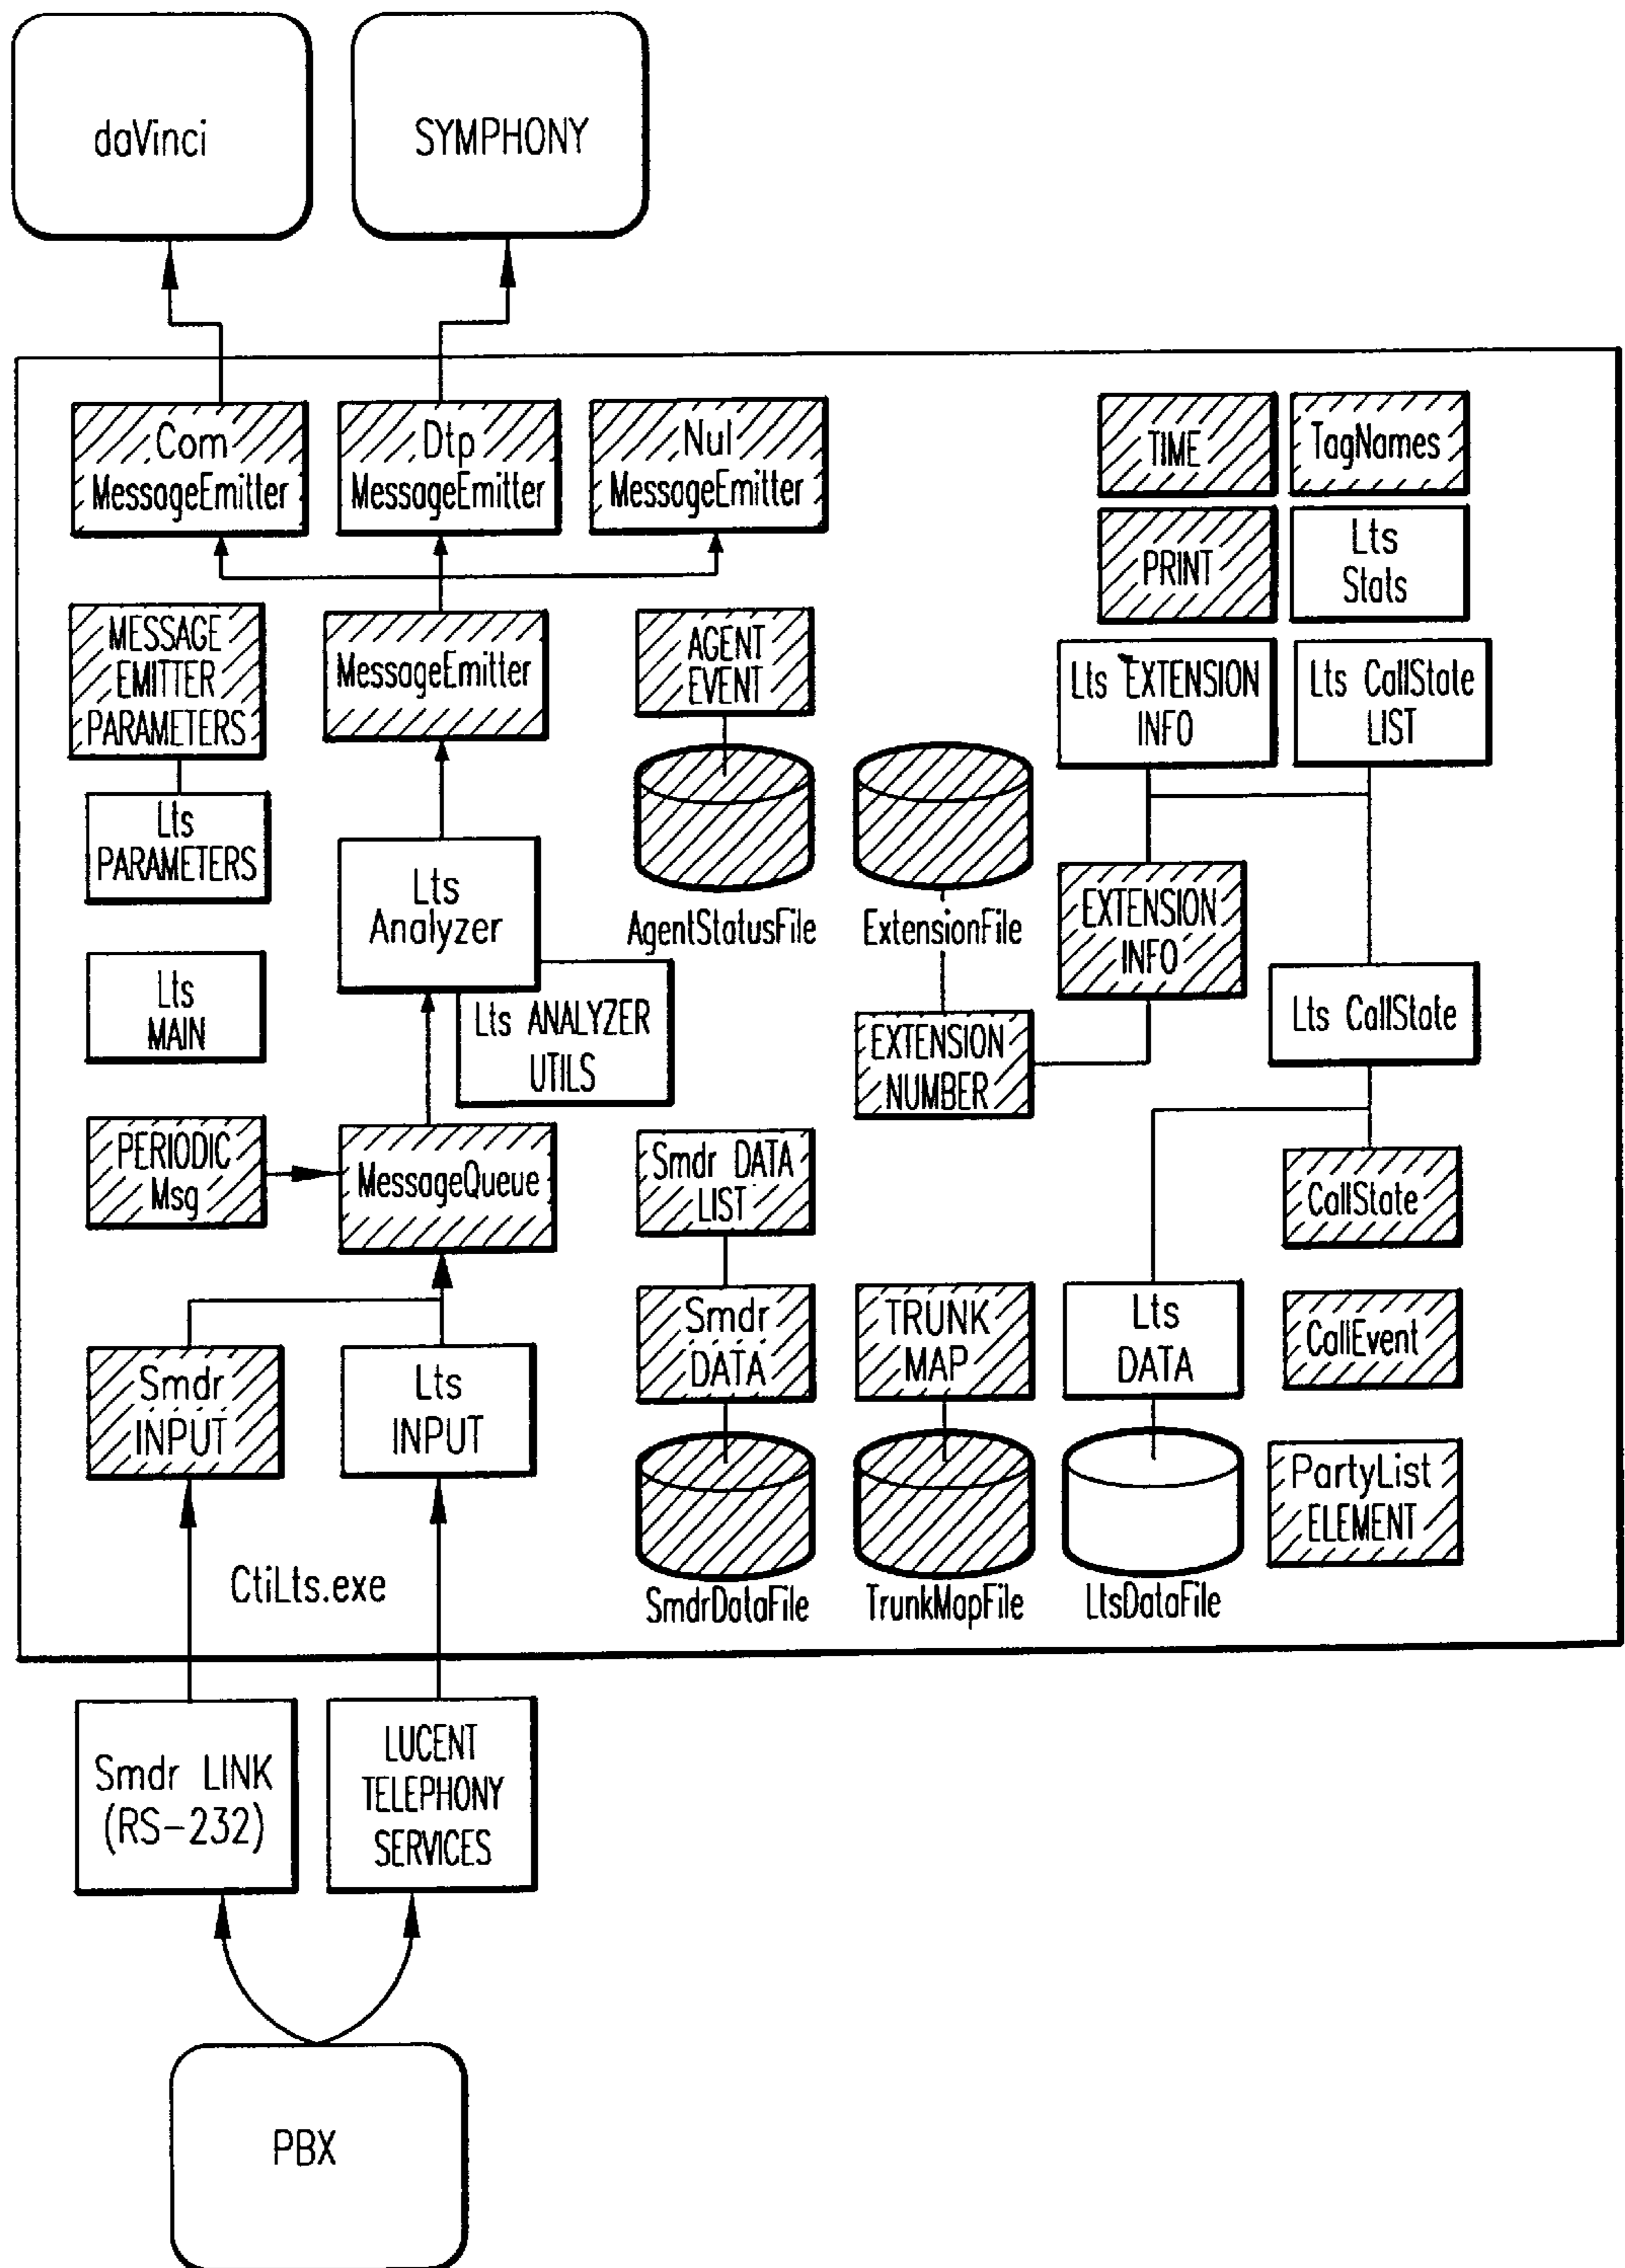 daVinci
SYMPHONY
Com
MessageEmitter
Dtp
MessageEmitter
Nul
MessageEmitter
TIME
TagNames
PRINT
Lts
Stats
MESSAGE
EMITTER
PARAMETERS
MessageEmitter
AGENT
EVENT
Lts EXTENSION
INFO
Lts CallState
LIST
Lts
PARAMETERS
Lts
Analyzer
AgentStatusFile
ExtensionFile
EXTENSION
INFO
Lts
MAIN
Lts ANALYZER
UTILS
EXTENSION
NUMBER
Lts CallState
PERIODIC
Msg
MessageQueue
Smdr DATA
LIST
CallState
Smdr
INPUT
Lts
INPUT
Smdr
DATA
TRUNK
MAP
Lts
DATA
CallEvent
PartyList
ELEMENT
CtiLts.exe
SmdrDataFile
TrunkMapFile
LtsDataFile
Smdr LINK
(RS-232)
LUCENT
TELEPHONY
SERVICES
PBX